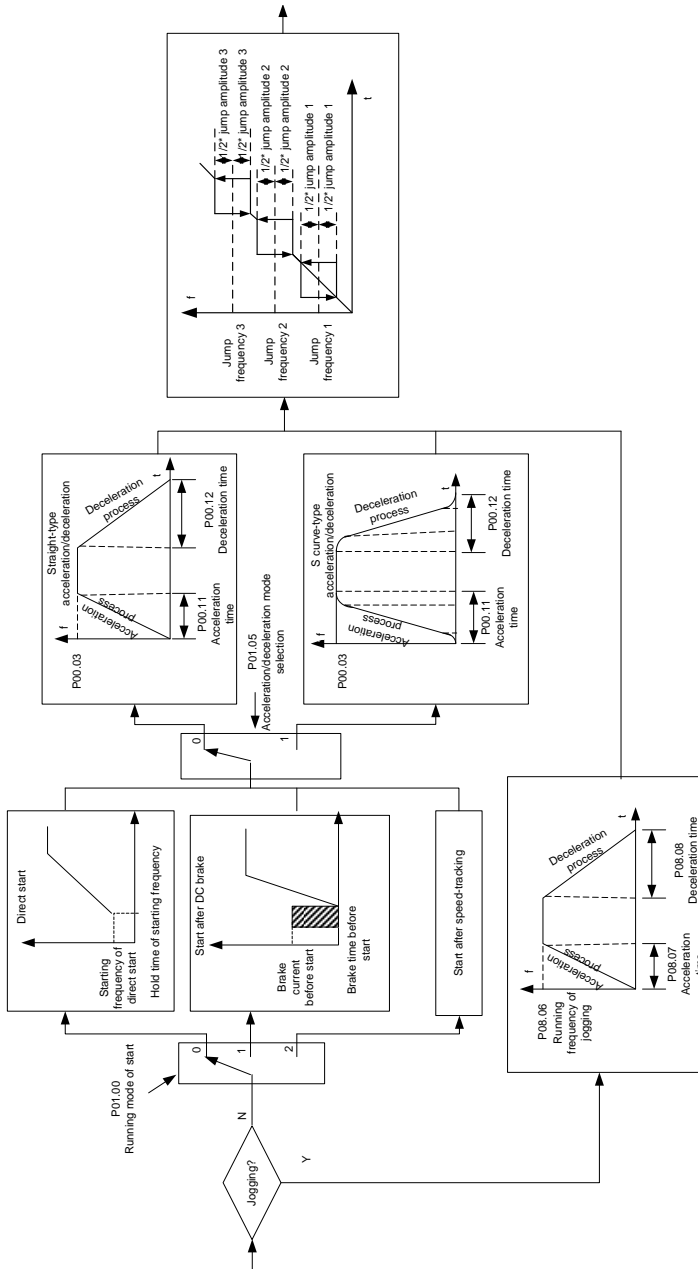 Jogging?
N
Y
P01.00
Running mode of start
0
1
2
Direct start
Starting
frequency of
direct start
Hold time of starting frequency
Start after DC brake
Brake
current
before start
Brake time before
start
Start after speed-tracking
P01.05
Acceleration/deceleration mode
selection
0
1
Straight-type
acceleration/deceleration
f
P00.03
Acceleration
process
Deceleration
process
t
P00.11
Acceleration
time
P00.12
Deceleration time
S curve-type
acceleration/deceleration
f
P00.03
Acceleration
process
Deceleration
process
t
P00.11
Acceleration
time
P00.12
Deceleration time
P08.06
Running
frequency of
jogging
f
Acceleration
process
Deceleration
process
t
P08.07
Acceleration
P08.08
Deceleration time
f
Jump
frequency 3
Jump
frequency 2
Jump
frequency 1
1/2* jump amplitude 3
1/2* jump amplitude 3
1/2* jump amplitude 2
1/2* jump amplitude 2
1/2* jump amplitude 1
1/2* jump amplitude 1
t